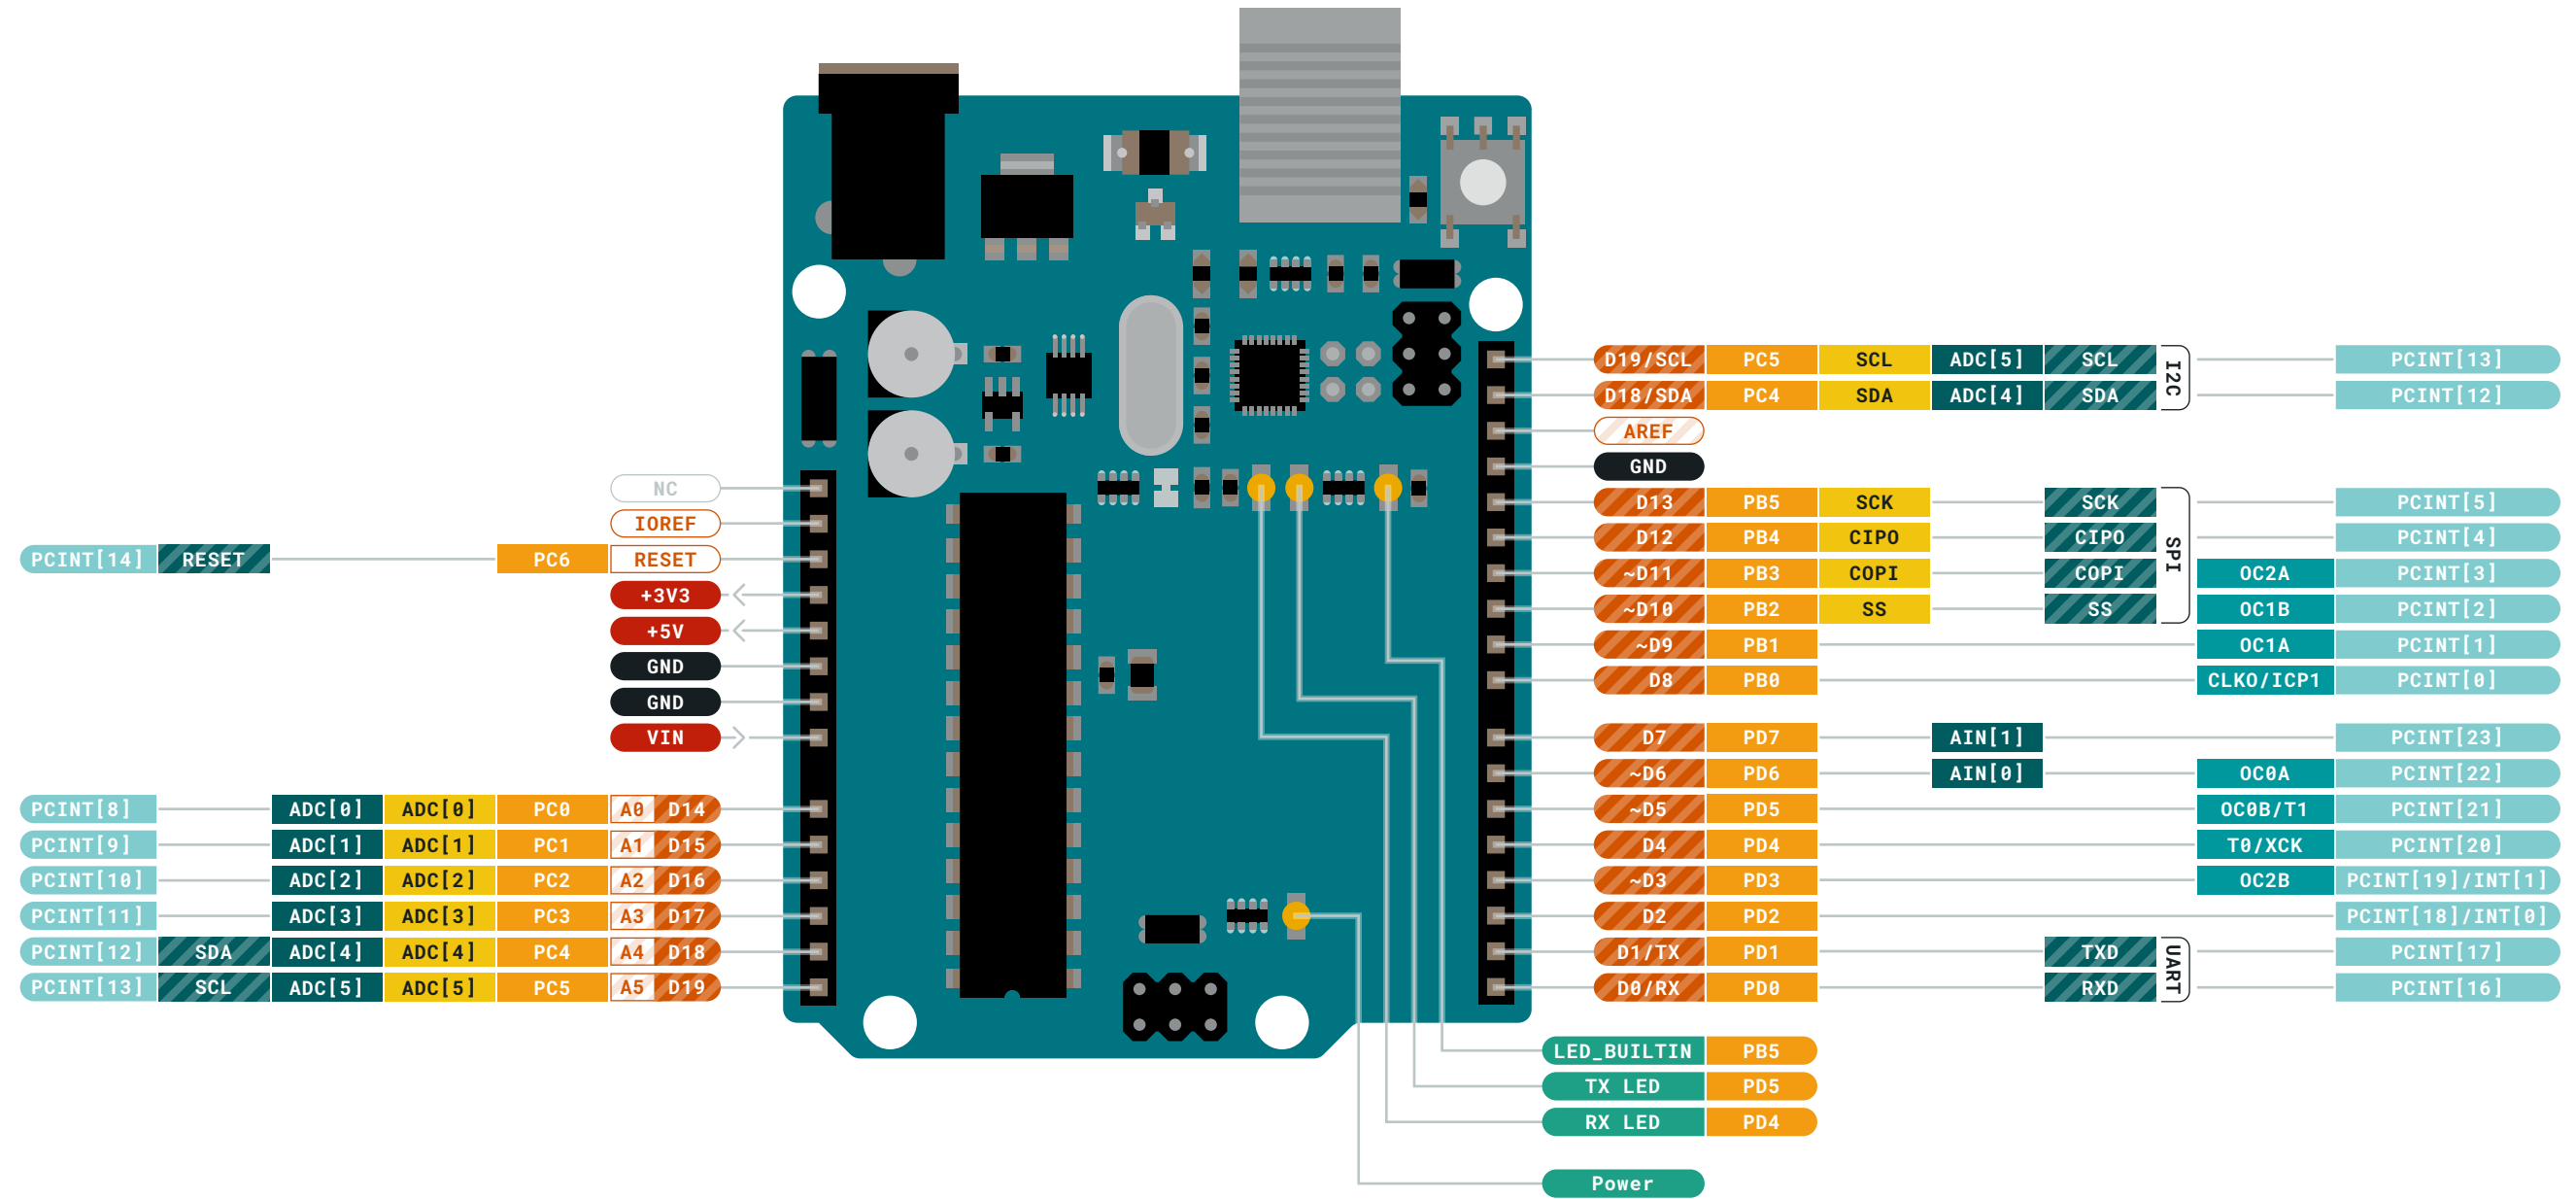 NC
IOREF
PCINT[14] RESET PC6 RESET
+3V3
+5V
GND
GND
VIN
PCINT[8] ADC[0] ADC[0] PC0 A0 D14
PCINT[9] ADC[1] ADC[1] PC1 A1 D15
PCINT[10] ADC[2] ADC[2] PC2 A2 D16
PCINT[11] ADC[3] ADC[3] PC3 A3 D17
PCINT[12] SDA ADC[4] ADC[4] PC4 A4 D18
PCINT[13] SCL ADC[5] ADC[5] PC5 A5 D19
D19/SCL PC5 SCL ADC[5] SCL PCINT[13]
D18/SDA PC4 SDA ADC[4] SDA PCINT[12]
I2C
AREF
GND
D13 PB5 SCK SCK PCINT[5]
D12 PB4 CIPO CIPO PCINT[4]
~D11 PB3 COPI COPI OC2A PCINT[3]
~D10 PB2 SS SS OC1B PCINT[2]
SPI
~D9 PB1 OC1A PCINT[1]
D8 PB0 CLKO/ICP1 PCINT[0]
D7 PD7 AIN[1] PCINT[23]
~D6 PD6 AIN[0] OC0A PCINT[22]
~D5 PD5 OC0B/T1 PCINT[21]
D4 PD4 T0/XCK PCINT[20]
~D3 PD3 OC2B PCINT[19]/INT[1]
D2 PD2 PCINT[18]/INT[0]
D1/TX PD1 TXD PCINT[17]
D0/RX PD0 RXD PCINT[16]
UART
LED_BUILTIN PB5
TX LED PD5
RX LED PD4
Power